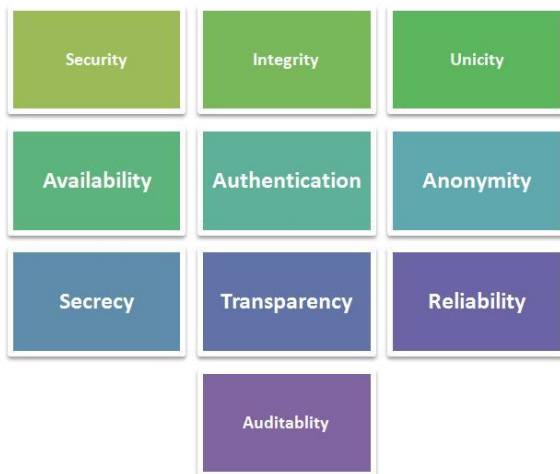 Security
Integrity
Unicity
Availability
Authentication
Anonymity
Secrecy
Transparency
Reliability
Auditablity